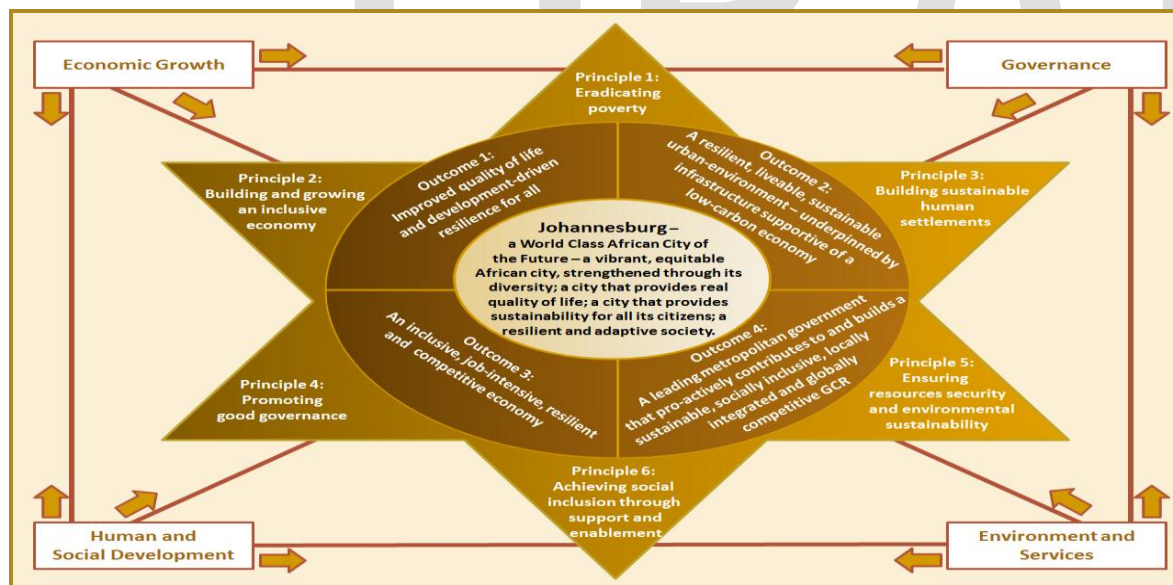 Economic Growth
Governance
Principle 1:
Eradicating
poverty
Outcome 1:
Improved quality of life
and development-driven
resilience for all
Outcome 2:
A resilient, liveable, sustainable
urban-environment – underpinned by
infrastructure supportive of a
low-carbon economy
Principle 2:
Building and growing
an inclusive
economy
Principle 3:
Building sustainable
human
settlements
Johannesburg –
a World Class African City of
the Future – a vibrant, equitable
African city, strengthened through its
diversity; a city that provides real
quality of life; a city that provides
sustainability for all its citizens; a
resilient and adaptive society.
Outcome 3:
An inclusive, job-intensive, resilient
and competitive economy
Outcome 4:
A leading metropolitan government
that pro-actively contributes to and builds a
sustainable, socially inclusive, locally
integrated and globally
competitive GCR
Principle 4:
Promoting
good governance
Principle 5:
Ensuring
resources security
and environmental
sustainability
Principle 6:
Achieving social
inclusion through
support and
enablement
Human and
Social Development
Environment and
Services